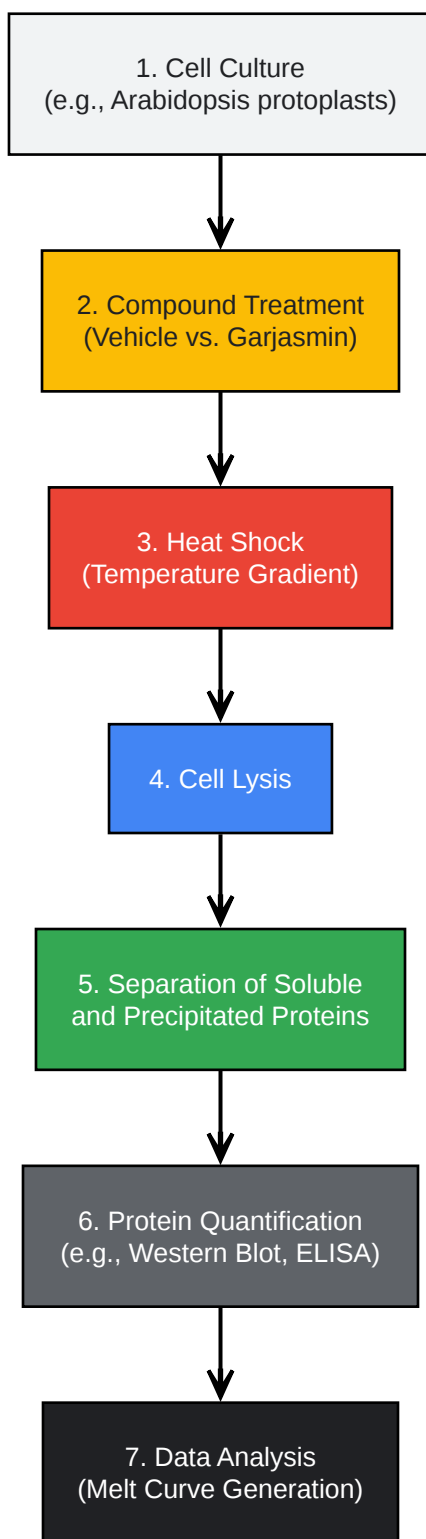 1. Cell Culture
(e.g., Arabidopsis protoplasts)
2. Compound Treatment
(Vehicle vs. Garjasmin)
3. Heat Shock
(Temperature Gradient)
4. Cell Lysis
5. Separation of Soluble
and Precipitated Proteins
6. Protein Quantification
(e.g., Western Blot, ELISA)
7. Data Analysis
(Melt Curve Generation)